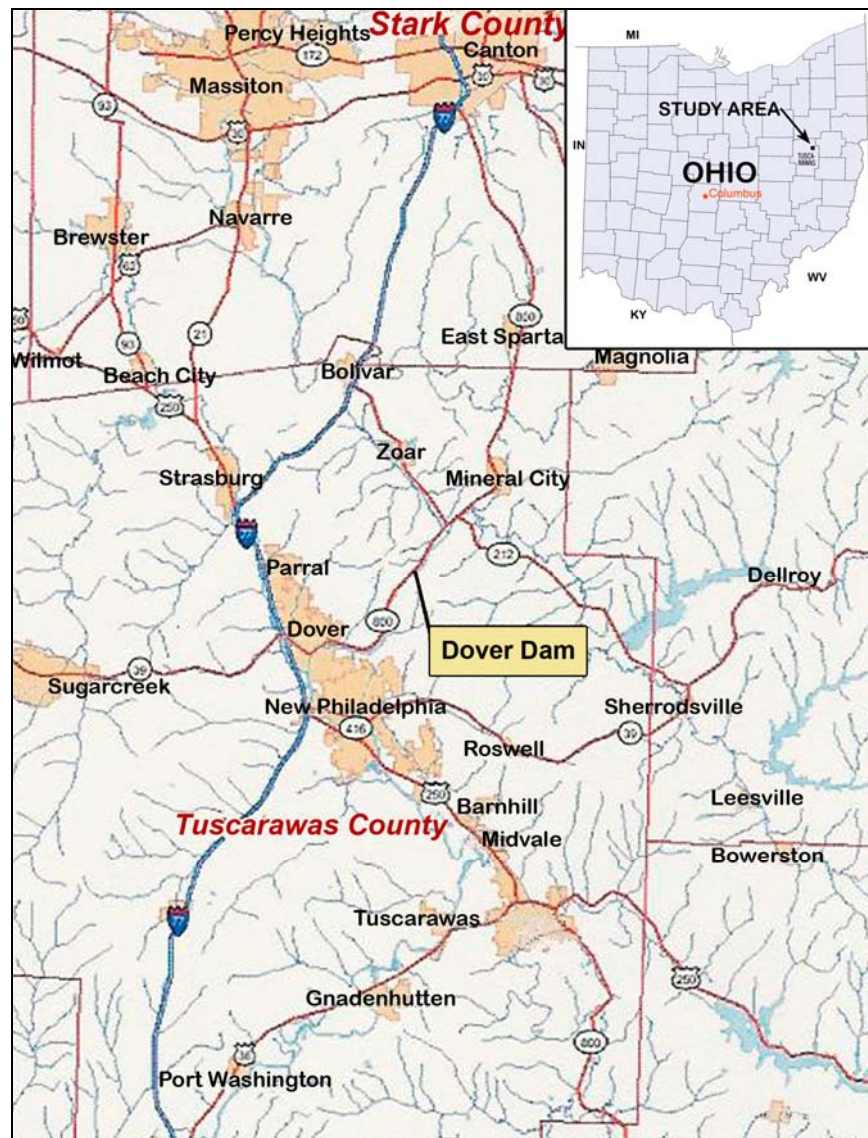 Stark County
Percy Heights
Canton
172
30
30
Massiton
93
77
30
Navarre
Brewster
62
800
East Sparta
93
21
Wilmot
Beach City
Bolivar
Magnolia
250
Zoar
Strasburg
Mineral City
77
212
Parral
Dellroy
800
Dover
Dover Dam
39
Sugarcreek
New Philadelphia
Sherrodsville
416
Roswell
39
250
Barnhill
Leesville
Tuscarawas County
Midvale
Bowerston
77
Tuscarawas
250
Gnadenhutten
800
36
Port Washington
MI
STUDY AREA
IN
TUSCA-
RAWAS
OHIO
Columbus
WV
KY